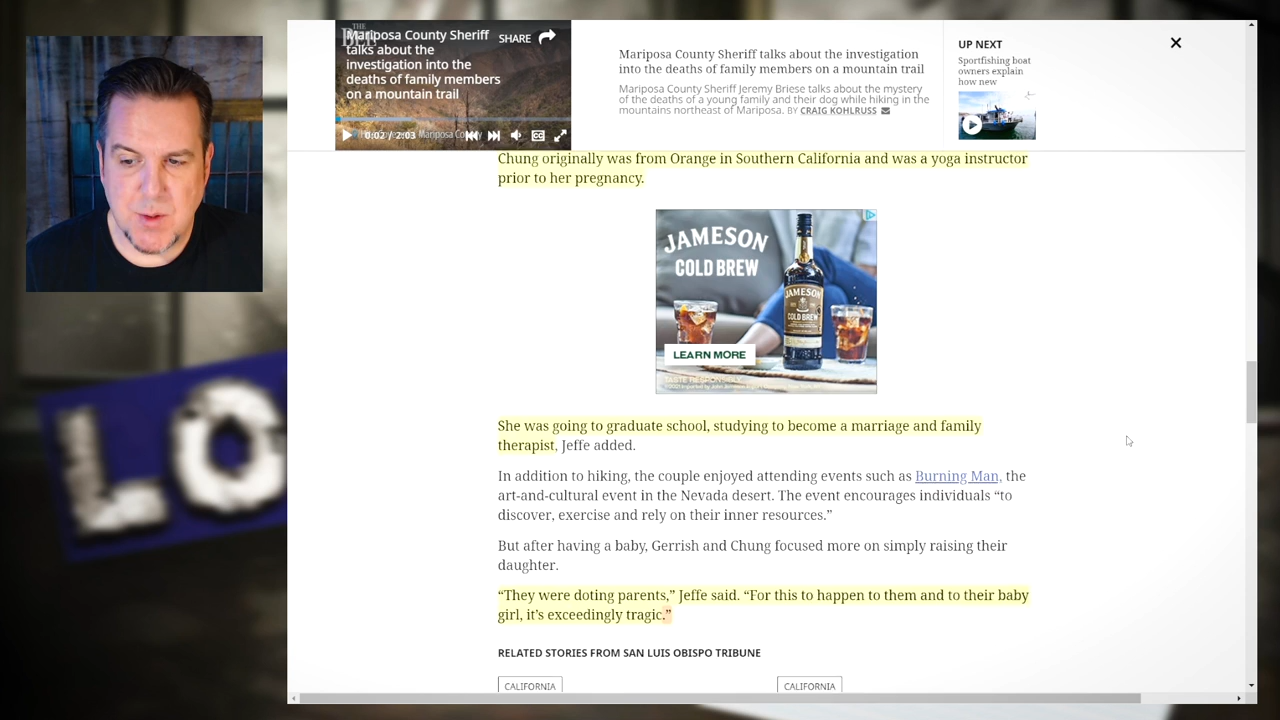 THE
Mariposa County Sheriff
talks about the
investigation into the
deaths of family members
on a mountain trail
SHARE
0:02 / 2:03
Mariposa County
Mariposa County Sheriff talks about the investigation
into the deaths of family members on a mountain trail
Mariposa County Sheriff Jeremy Briese talks about the mystery
of the deaths of a young family and their dog while hiking in the
mountains northeast of Mariposa. BY CRAIG KOHLRUSS
UP NEXT
Sportfishing boat
owners explain
how new
Chung originally was from Orange in Southern California and was a yoga instructor
prior to her pregnancy.
JAMESON
COLD BREW
JAMESON
COLD BREW
LEARN MORE
TASTE RESPONSIBLY.
She was going to graduate school, studying to become a marriage and family
therapist, Jeffe added.
In addition to hiking, the couple enjoyed attending events such as Burning Man, the
art-and-cultural event in the Nevada desert. The event encourages individuals “to
discover, exercise and rely on their inner resources.”
But after having a baby, Gerrish and Chung focused more on simply raising their
daughter.
“They were doting parents,” Jeffe said. “For this to happen to them and to their baby
girl, it’s exceedingly tragic.”
RELATED STORIES FROM SAN LUIS OBISPO TRIBUNE
CALIFORNIA
CALIFORNIA
LO